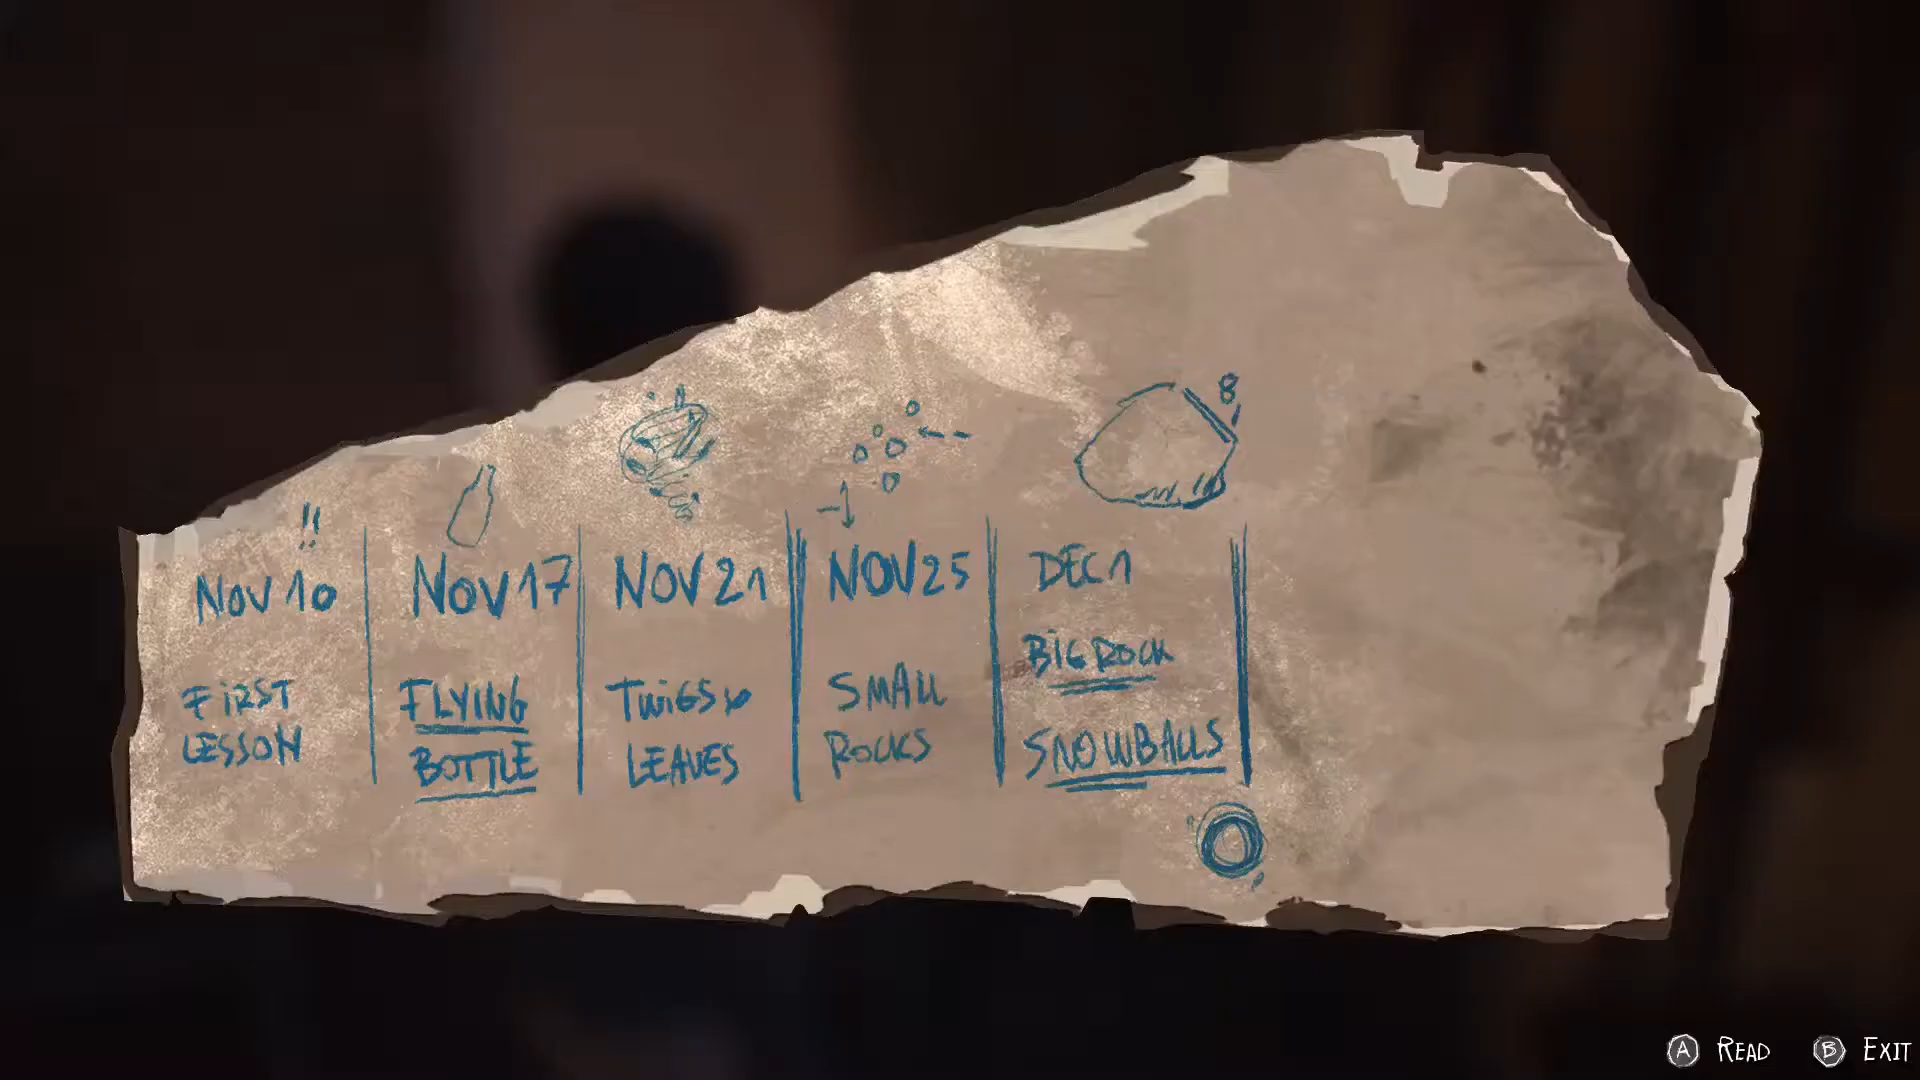 8
!!
NOV 10
FIRST
LESSON
NOV 17
FLYING
BOTTLE
NOV 21
TWIGS &
LEAVES
NOV 25
SMALL
ROCKS
DEC 1
BIG ROCK
SNOWBALLS
A READ B EXIT